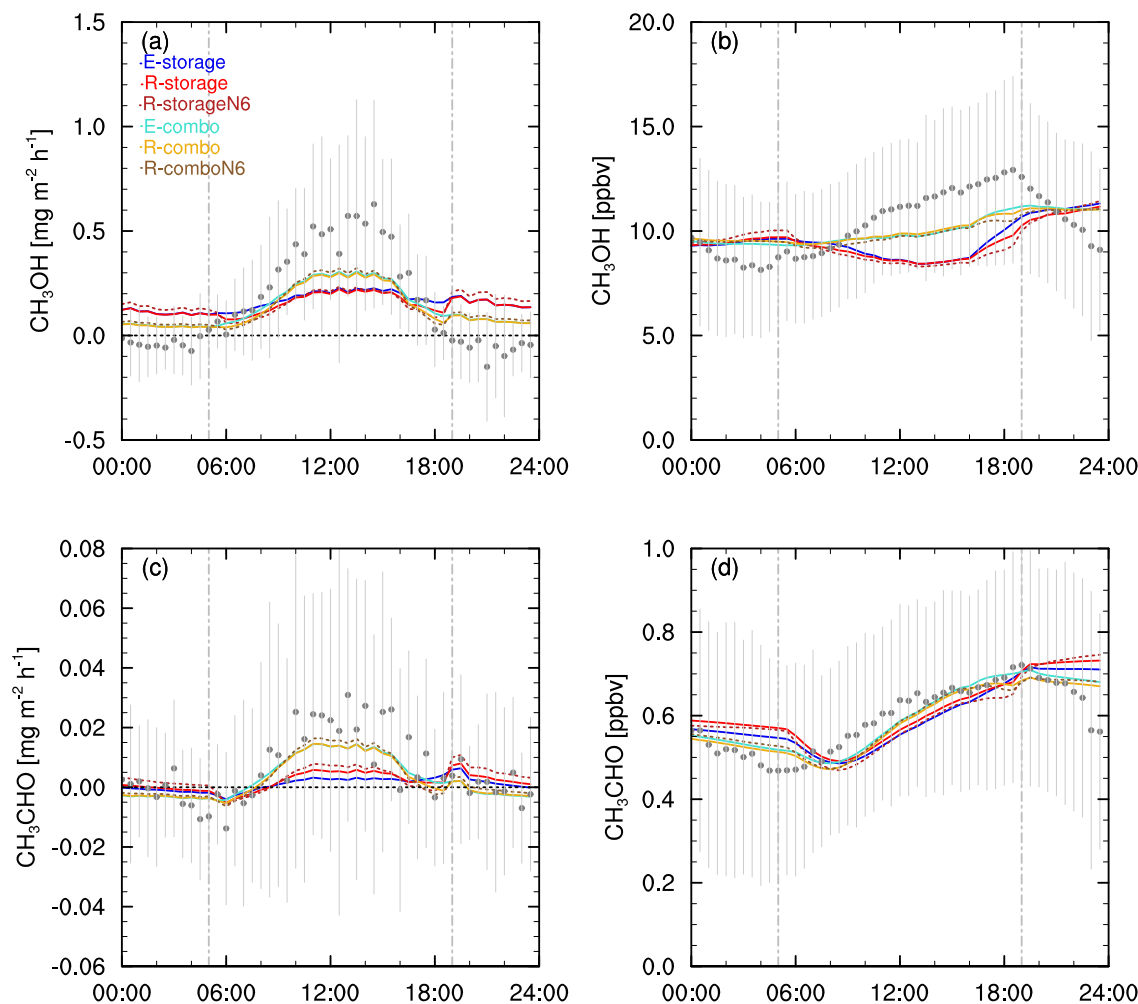 (a)
E-storage
R-storage
R-storageN6
E-combo
R-combo
R-comboN6
CH₃OH [mg m⁻² h⁻¹]
1.5
1.0
0.5
0.0
-0.5
00:00 06:00 12:00 18:00 24:00
(b)
CH₃OH [ppbv]
20.0
15.0
10.0
5.0
0.0
00:00 06:00 12:00 18:00 24:00
(c)
CH₃CHO [mg m⁻² h⁻¹]
0.08
0.06
0.04
0.02
0.00
-0.02
-0.04
-0.06
00:00 06:00 12:00 18:00 24:00
(d)
CH₃CHO [ppbv]
1.0
0.8
0.6
0.4
0.2
0.0
00:00 06:00 12:00 18:00 24:00